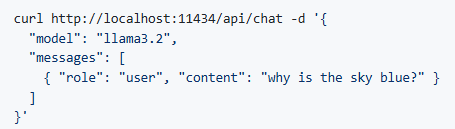 curl http://localhost:11434/api/chat -d '{
  "model": "llama3.2",
  "messages": [
    { "role": "user", "content": "why is the sky blue?" }
  ]
}'